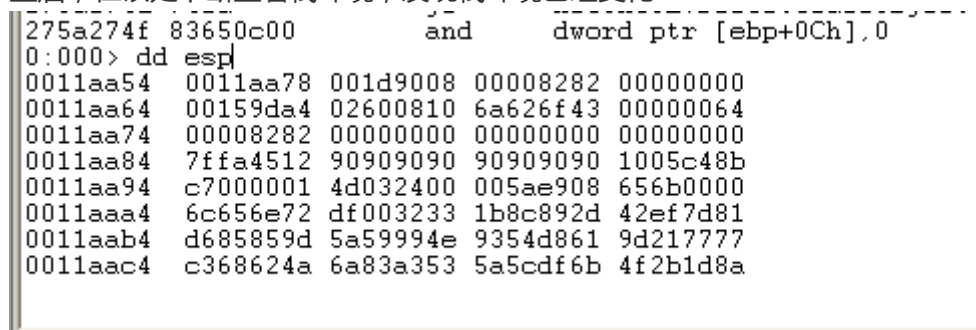 275a274f 83650c00 and dword ptr [ebp+0Ch],0
0:000> dd esp
0011aa54 0011aa78 001d9008 00008282 00000000
0011aa64 00159da4 02600810 6a626f43 00000064
0011aa74 00008282 00000000 00000000 00000000
0011aa84 7ffa4512 90909090 90909090 1005c48b
0011aa94 c7000001 4d032400 005ae908 656b0000
0011aaa4 6c656e72 df003233 1b8c892d 42ef7d81
0011aab4 d685859d 5a59994e 9354d861 9d217777
0011aac4 c368624a 6a83a353 5a5cdf6b 4f2b1d8a